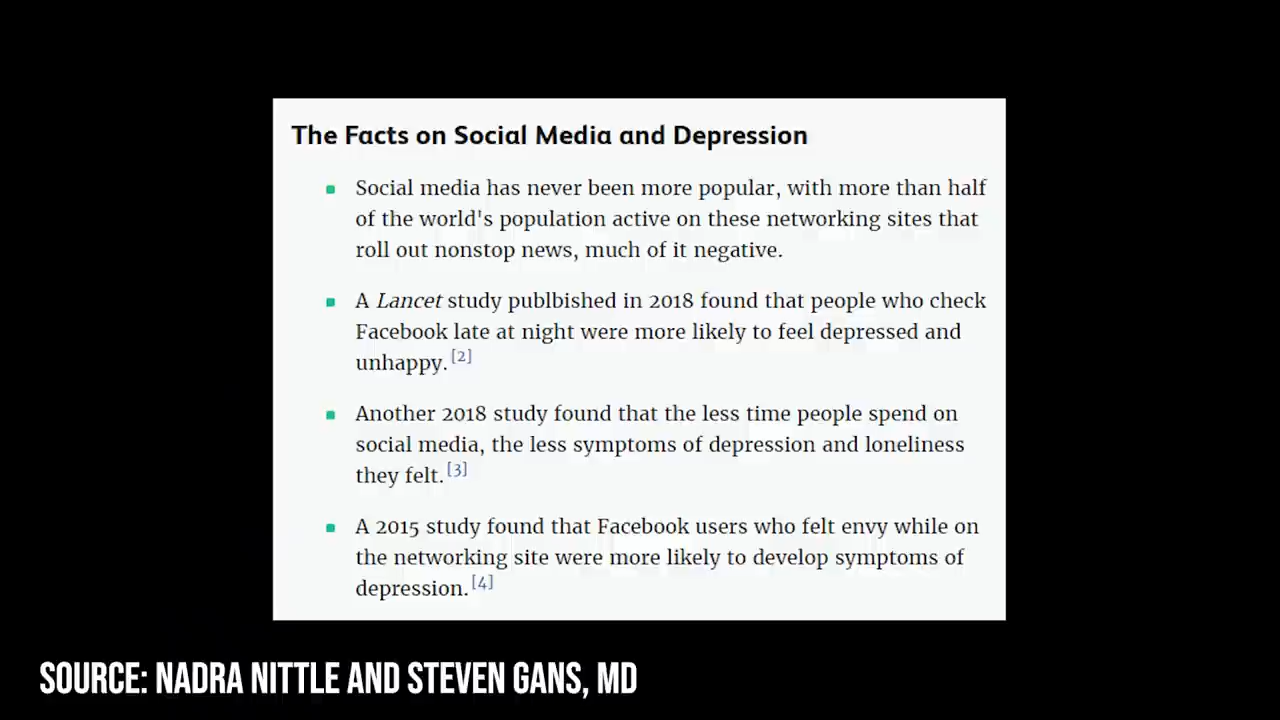 The Facts on Social Media and Depression
Social media has never been more popular, with more than half
of the world's population active on these networking sites that
roll out nonstop news, much of it negative.
A Lancet study publbished in 2018 found that people who check
Facebook late at night were more likely to feel depressed and
unhappy. [2]
Another 2018 study found that the less time people spend on
social media, the less symptoms of depression and loneliness
they felt. [3]
A 2015 study found that Facebook users who felt envy while on
the networking site were more likely to develop symptoms of
depression. [4]
SOURCE: NADRA NITTLE AND STEVEN GANS, MD